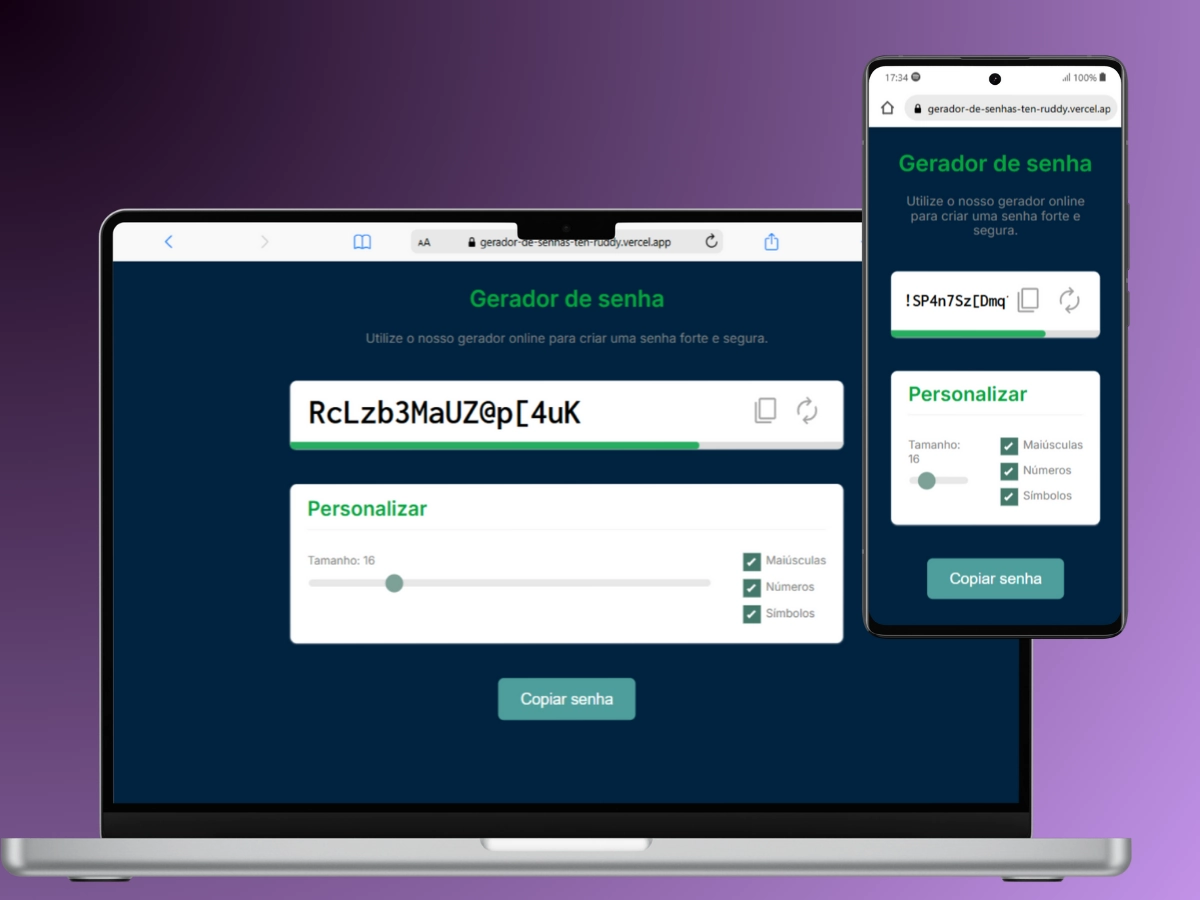 AA gerador-de-senhas-ten-ruddy.vercel.app
Gerador de senha
Utilize o nosso gerador online para criar uma senha forte e segura.
RcLzb3MaUZ@p[4uK
Personalizar
Tamanho: 16
Maiúsculas
Números
Símbolos
Copiar senha
17:34 100%
gerador-de-senhas-ten-ruddy.vercel.ap
Gerador de senha
Utilize o nosso gerador online
para criar uma senha forte e
segura.
!SP4n7Sz[Dmq
Personalizar
Tamanho:
16
Maiúsculas
Números
Símbolos
Copiar senha